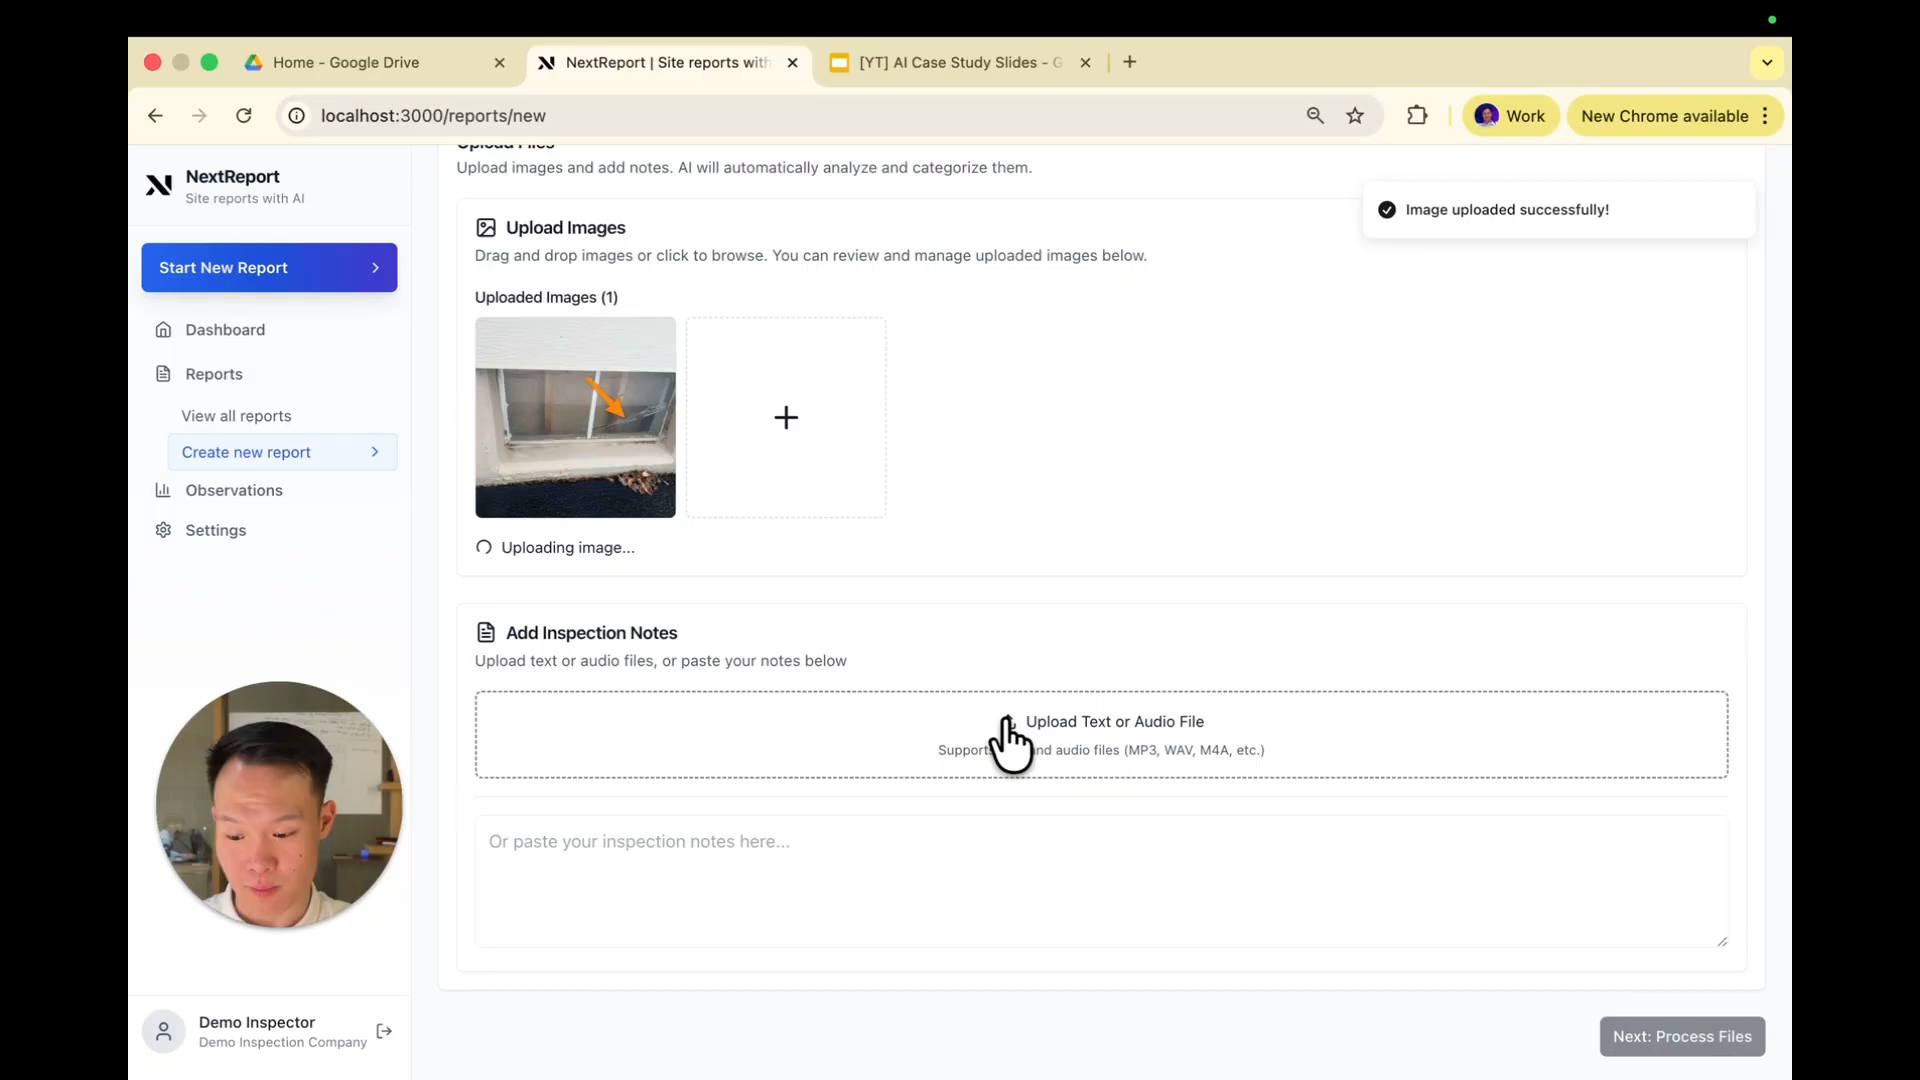 Home - Google Drive
NextReport | Site reports with
[YT] AI Case Study Slides - G
localhost:3000/reports/new
Work
New Chrome available
NextReport
Site reports with AI
Start New Report
Dashboard
Reports
View all reports
Create new report
Observations
Settings
Demo Inspector
Demo Inspection Company
Upload Files
Upload images and add notes. AI will automatically analyze and categorize them.
Image uploaded successfully!
Upload Images
Drag and drop images or click to browse. You can review and manage uploaded images below.
Uploaded Images (1)
Uploading image...
Add Inspection Notes
Upload text or audio files, or paste your notes below
Upload Text or Audio File
Supports and audio files (MP3, WAV, M4A, etc.)
Or paste your inspection notes here...
Next: Process Files